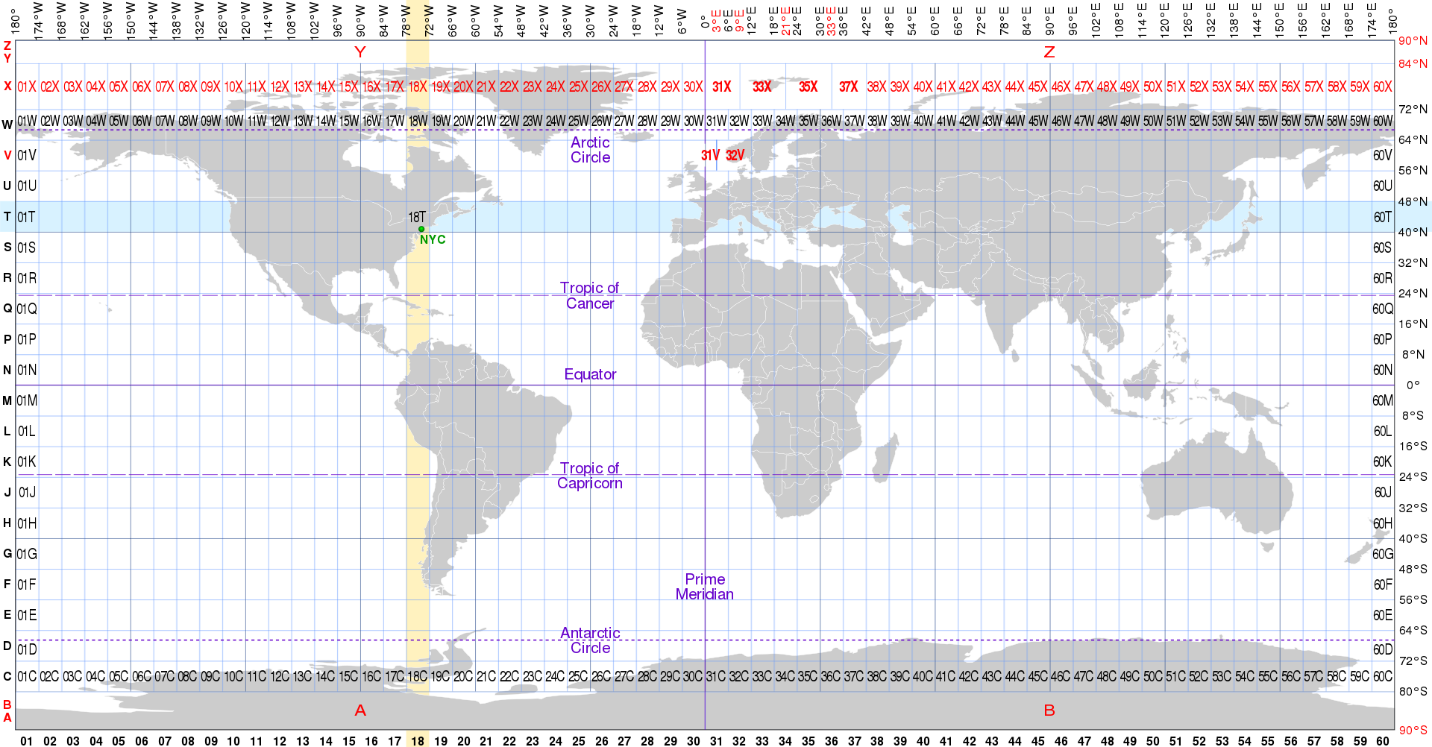 180° 174°W 168°W 162°W 156°W 150°W 144°W 138°W 132°W 126°W 120°W 114°W 108°W 102°W 96°W 90°W 84°W 78°W 72°W 66°W 60°W 54°W 48°W 42°W 36°W 30°W 24°W 18°W 12°W 6°W 0° 3°E 6°E 9°E 12°E 18°E 21°E 24°E 30°E 33°E 36°E 42°E 48°E 54°E 60°E 66°E 72°E 78°E 84°E 90°E 96°E 102°E 108°E 114°E 120°E 126°E 132°E 138°E 144°E 150°E 156°E 162°E 168°E 174°E 180°
90°N
Z
Y Y Z
84°N
X 01X 02X 03X 04X 05X 06X 07X 08X 09X 10X 11X 12X 13X 14X 15X 16X 17X 18X 19X 20X 21X 22X 23X 24X 25X 26X 27X 28X 29X 30X 31X 33X 35X 37X 38X 39X 40X 41X 42X 43X 44X 45X 46X 47X 48X 49X 50X 51X 52X 53X 54X 55X 56X 57X 58X 59X 60X
72°N
W 01W 02W 03W 04W 05W 06W 07W 08W 09W 10W 11W 12W 13W 14W 15W 16W 17W 18W 19W 20W 21W 22W 23W 24W 25W 26W 27W 28W 29W 30W 31W 32W 33W 34W 35W 36W 37W 38W 39W 40W 41W 42W 43W 44W 45W 46W 47W 48W 49W 50W 51W 52W 53W 54W 55W 56W 57W 58W 59W 60W
64°N
Arctic
Circle
V 01V 31V 32V 60V
56°N
U 01U 60U
48°N
T 01T 18T 60T
40°N
NYC
S 01S 60S
32°N
R 01R 60R
Tropic of
Cancer
24°N
Q 01Q 60Q
16°N
P 01P 60P
8°N
N 01N Equator 60N
0°
M 01M 60M
8°S
L 01L 60L
16°S
K 01K 60K
Tropic of
Capricorn
24°S
J 01J 60J
32°S
H 01H 60H
40°S
G 01G 60G
48°S
F 01F 60F
Prime
Meridian
56°S
E 01E 60E
64°S
Antarctic
Circle
D 01D 60D
72°S
C 01C 02C 03C 04C 05C 06C 07C 08C 09C 10C 11C 12C 13C 14C 15C 16C 17C 18C 19C 20C 21C 22C 23C 24C 25C 26C 27C 28C 29C 30C 31C 32C 33C 34C 35C 36C 37C 38C 39C 40C 41C 42C 43C 44C 45C 46C 47C 48C 49C 50C 51C 52C 53C 54C 55C 56C 57C 58C 59C 60C
80°S
B
A A B
90°S
01 02 03 04 05 06 07 08 09 10 11 12 13 14 15 16 17 18 19 20 21 22 23 24 25 26 27 28 29 30 31 32 33 34 35 36 37 38 39 40 41 42 43 44 45 46 47 48 49 50 51 52 53 54 55 56 57 58 59 60